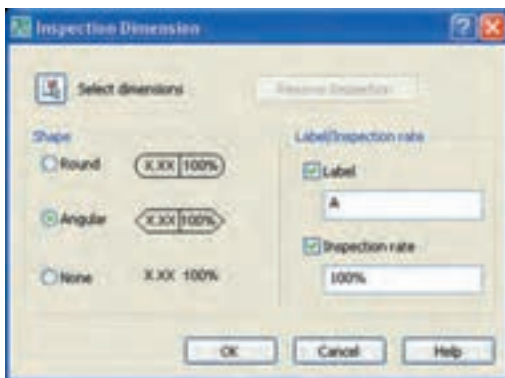 Inspection Dimension
Select dimensions
Remove Inspection
Shape
Round
X.XX 100%
Angular
X.XX 100%
None
X.XX 100%
Label/Inspection rate
Label
A
Inspection rate
100%
OK
Cancel
Help